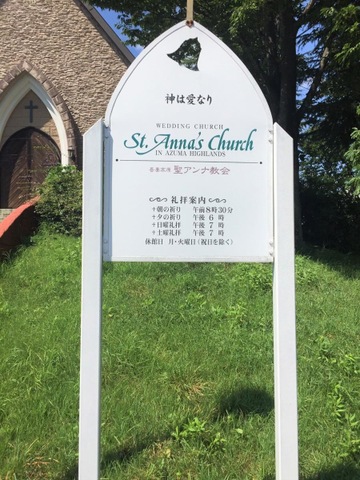 神は愛なり
WEDDING CHURCH
St. Anna's Church
IN AZUMA HIGHLANDS
吾妻高原 聖アンナ教会
礼拝案内
+朝の祈り 午前8時30分
+夕の祈り 午後6時
+日曜礼拝 午後7時
+土曜礼拝 午後7時
休館日 月・火曜日(祝日を除く)